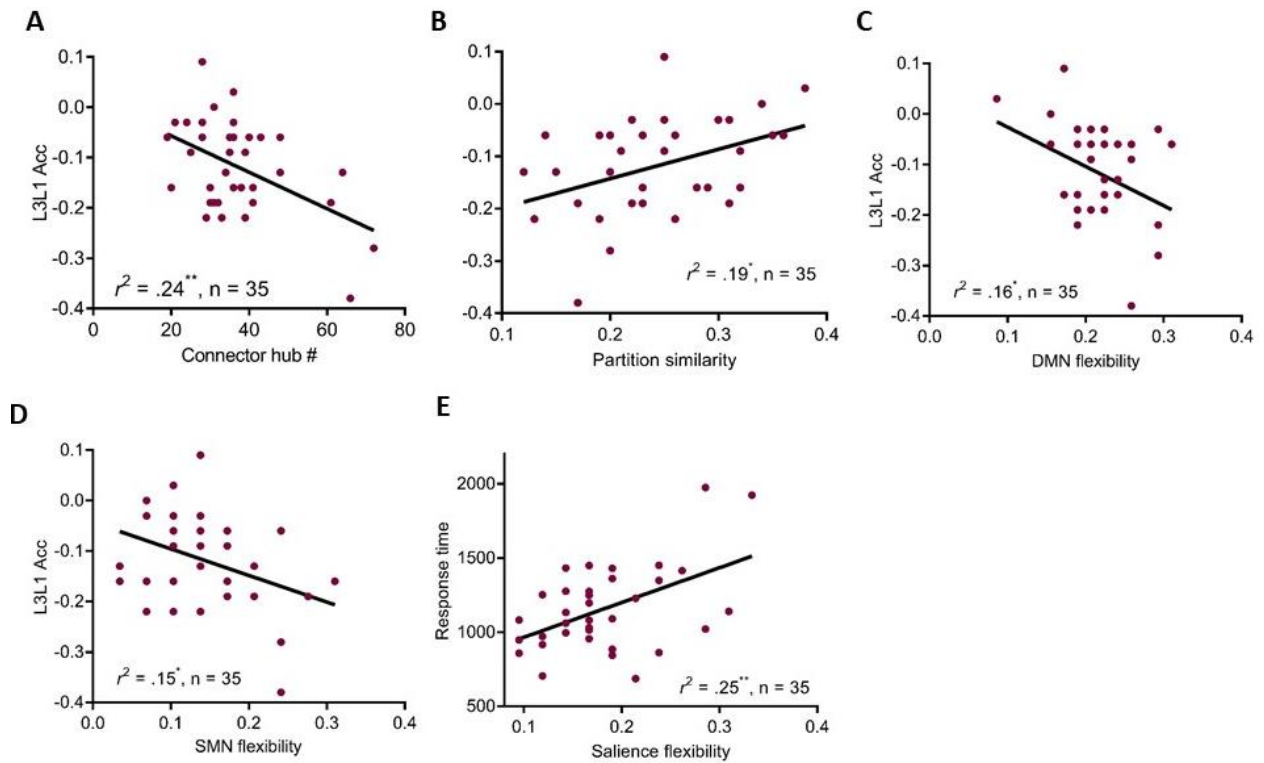 A
L3L1 Acc
0.1
0.0
-0.1
-0.2
-0.3
-0.4
r² = .24**, n = 35
0 20 40 60 80
Connector hub #
B
0.1
0.0
-0.1
-0.2
-0.3
-0.4
r² = .19*, n = 35
0.1 0.2 0.3 0.4
Partition similarity
C
L3L1 Acc
0.1
0.0
-0.1
-0.2
-0.3
-0.4
r² = .16*, n = 35
0.0 0.1 0.2 0.3 0.4
DMN flexibility
D
L3L1 Acc
0.1
0.0
-0.1
-0.2
-0.3
-0.4
r² = .15*, n = 35
0.0 0.1 0.2 0.3 0.4
SMN flexibility
E
Response time
2000
1500
1000
500
r² = .25**, n = 35
0.1 0.2 0.3 0.4
Salience flexibility